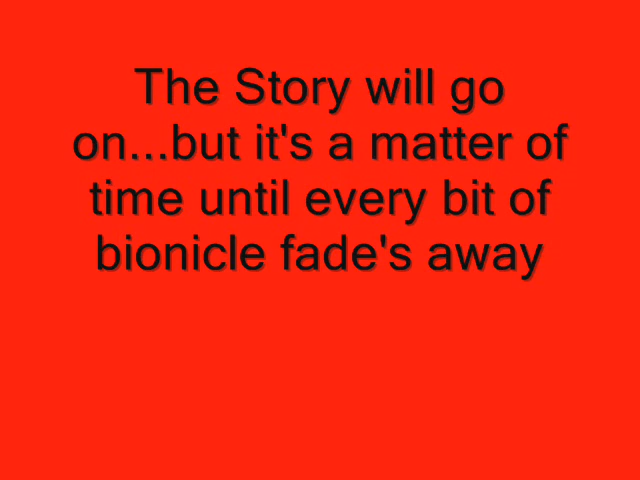 The Story will go
on...but it's a matter of
time until every bit of
bionicle fade's away